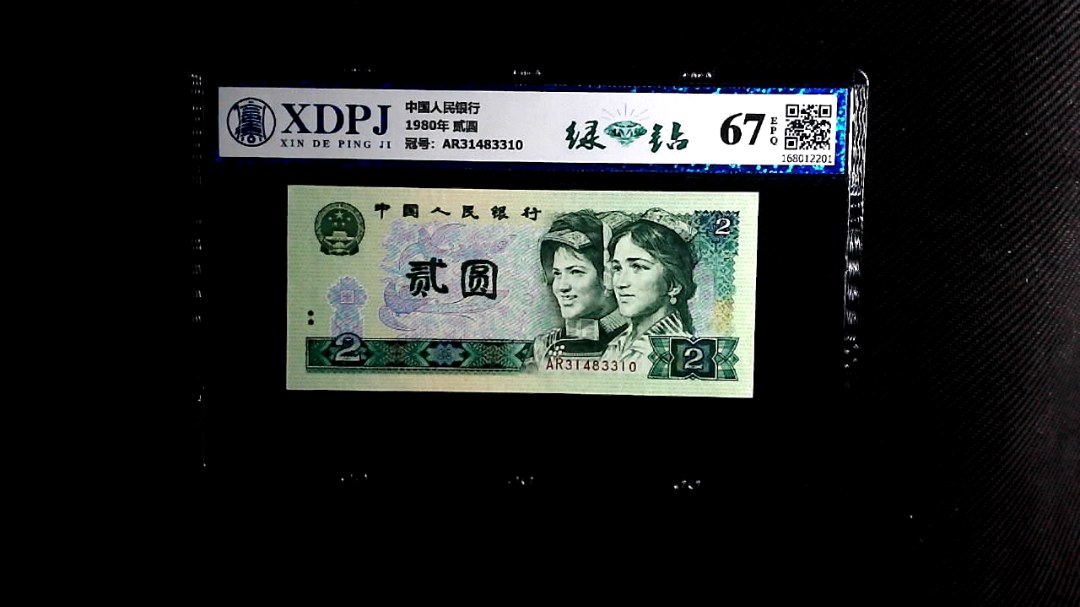 XDPJ
XIN DE PING JI
中国人民银行
1980年 贰圆
冠号: AR31483310
绿钻
67
EPQ
168012201
中国人民银行
2
贰圆
2
AR31483310
2